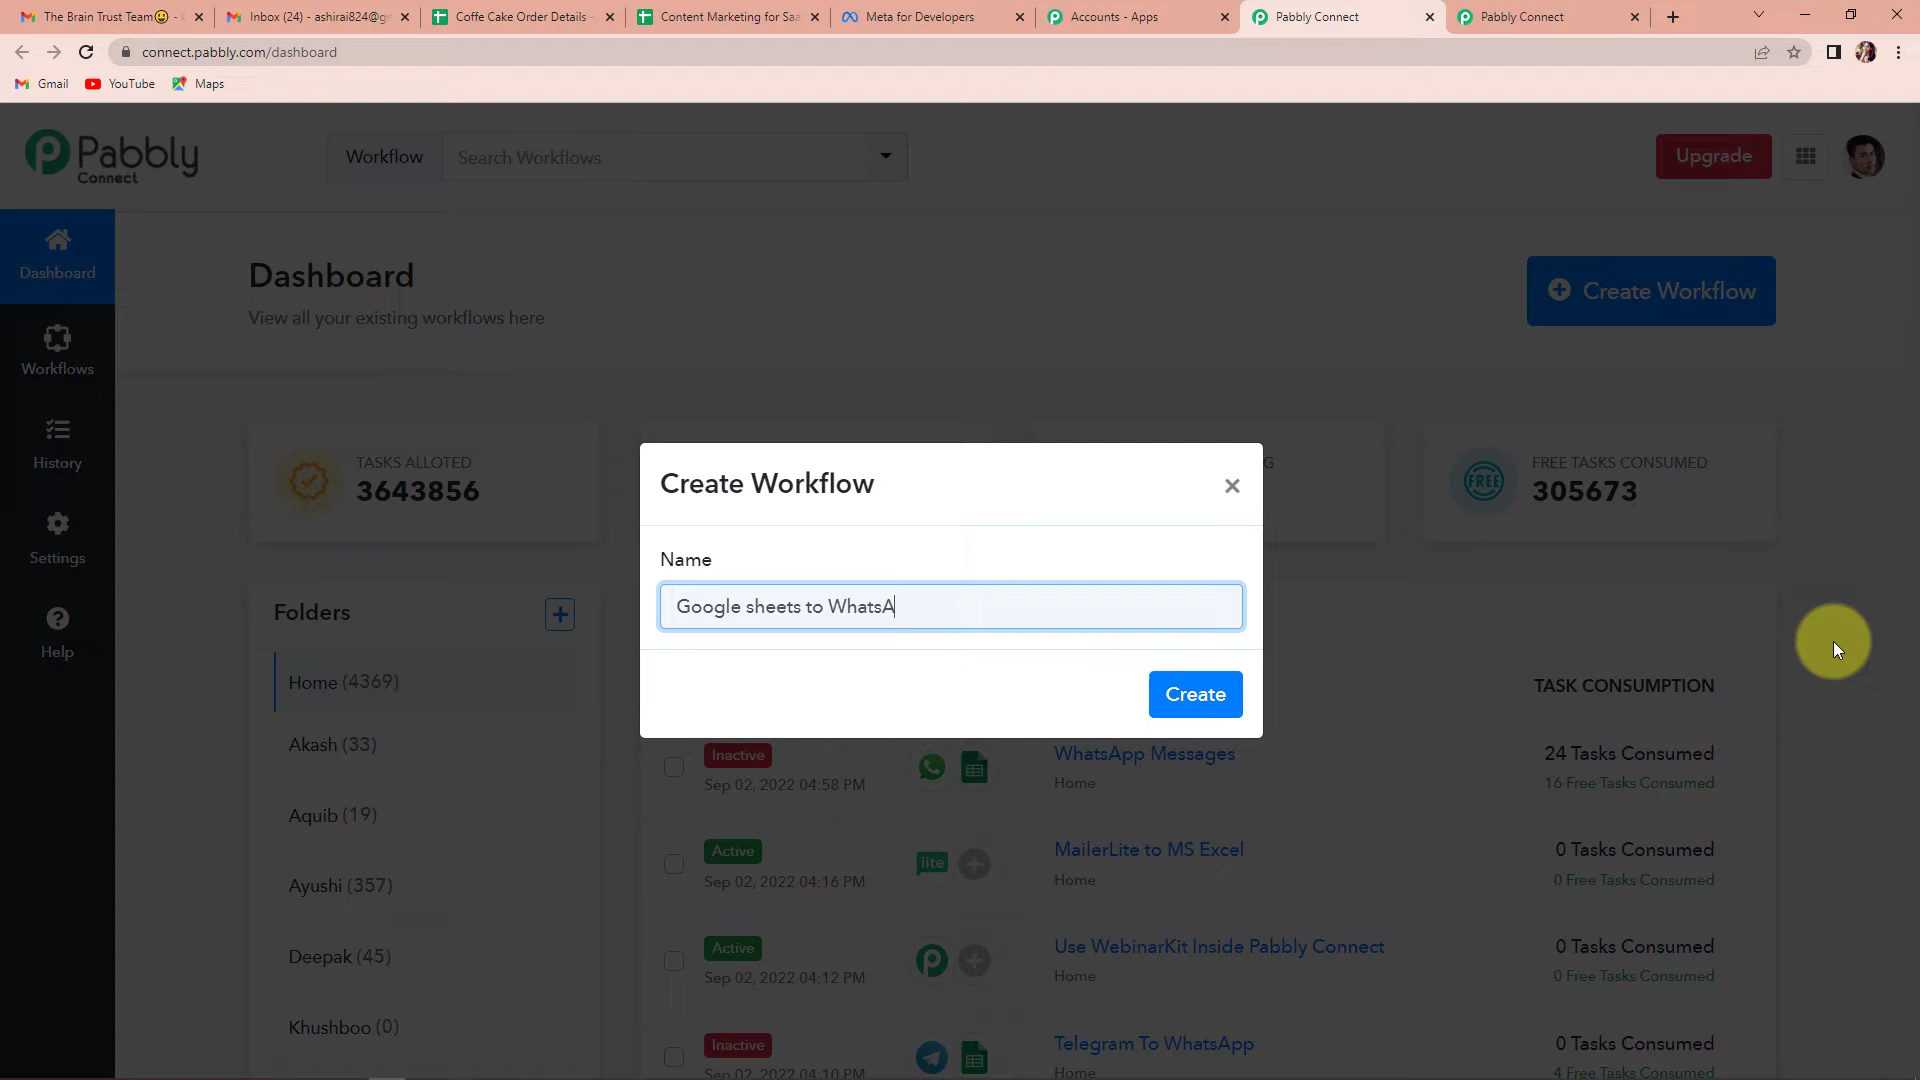 The Brain Trust Team😃 -
Inbox (24) - ashirai824@g
Coffe Cake Order Details -
Content Marketing for Saa
Meta for Developers
Accounts - Apps
Pabbly Connect
Pabbly Connect
connect.pabbly.com/dashboard
Gmail
YouTube
Maps
Pabbly
Connect
Workflow
Search Workflows
Upgrade
Dashboard
Workflows
History
Settings
Help
Dashboard
View all your existing workflows here
Create Workflow
TASKS ALLOTED
3643856
G
FREE
FREE TASKS CONSUMED
305673
Create Workflow
Name
Google sheets to WhatsA
Create
Folders
Home (4369)
Akash (33)
Aquib (19)
Ayushi (357)
Deepak (45)
Khushboo (0)
TASK CONSUMPTION
Inactive
Sep 02, 2022 04:58 PM
WhatsApp Messages
Home
24 Tasks Consumed
16 Free Tasks Consumed
Active
Sep 02, 2022 04:16 PM
lite
MailerLite to MS Excel
Home
0 Tasks Consumed
0 Free Tasks Consumed
Active
Sep 02, 2022 04:12 PM
Use WebinarKit Inside Pabbly Connect
Home
0 Tasks Consumed
0 Free Tasks Consumed
Inactive
Sep 02, 2022 04:10 PM
Telegram To WhatsApp
Home
0 Tasks Consumed
4 Free Tasks Consumed